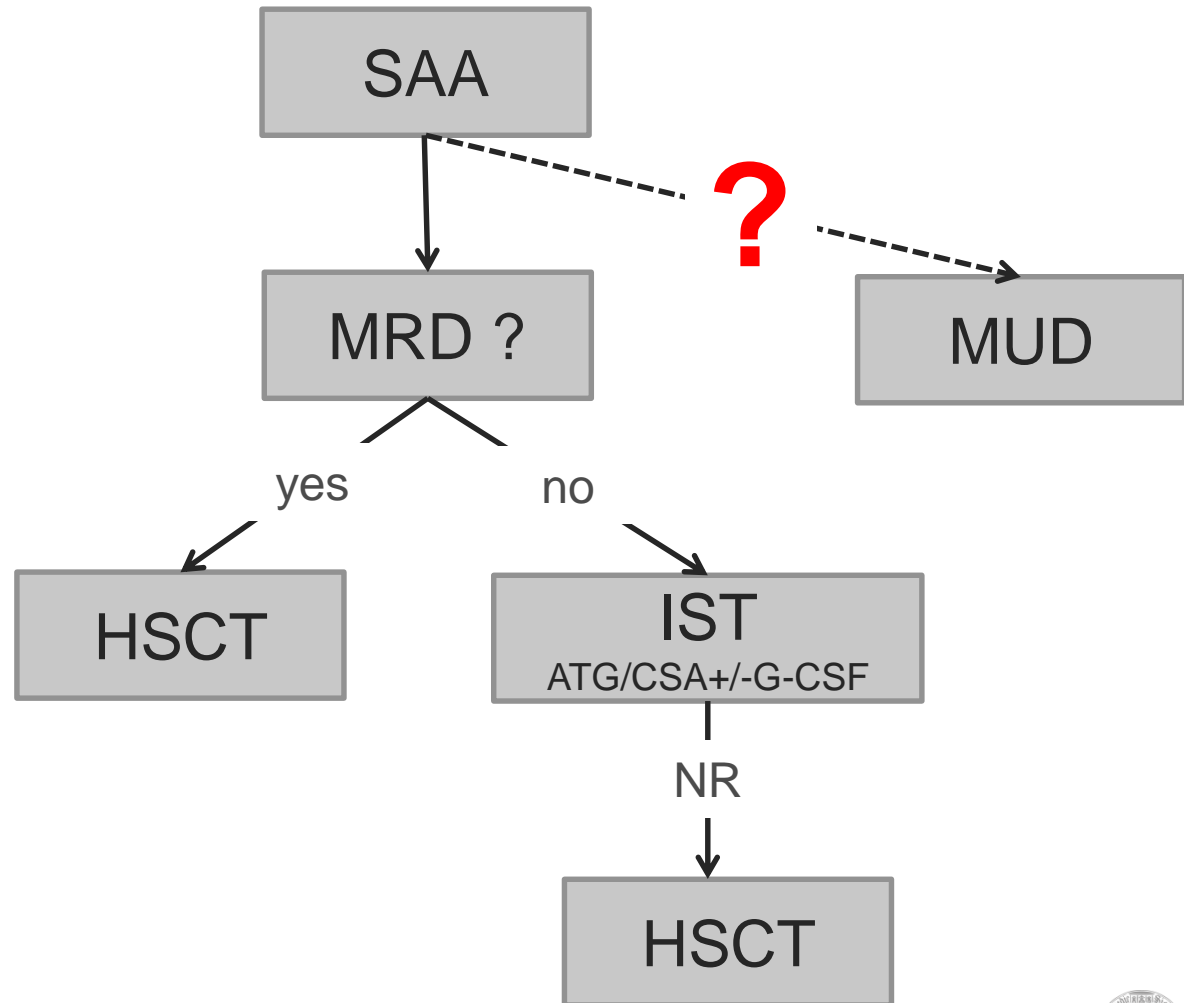 SAA
?
MRD ?
MUD
yes
no
HSCT
IST
ATG/CSA+/-G-CSF
NR
HSCT